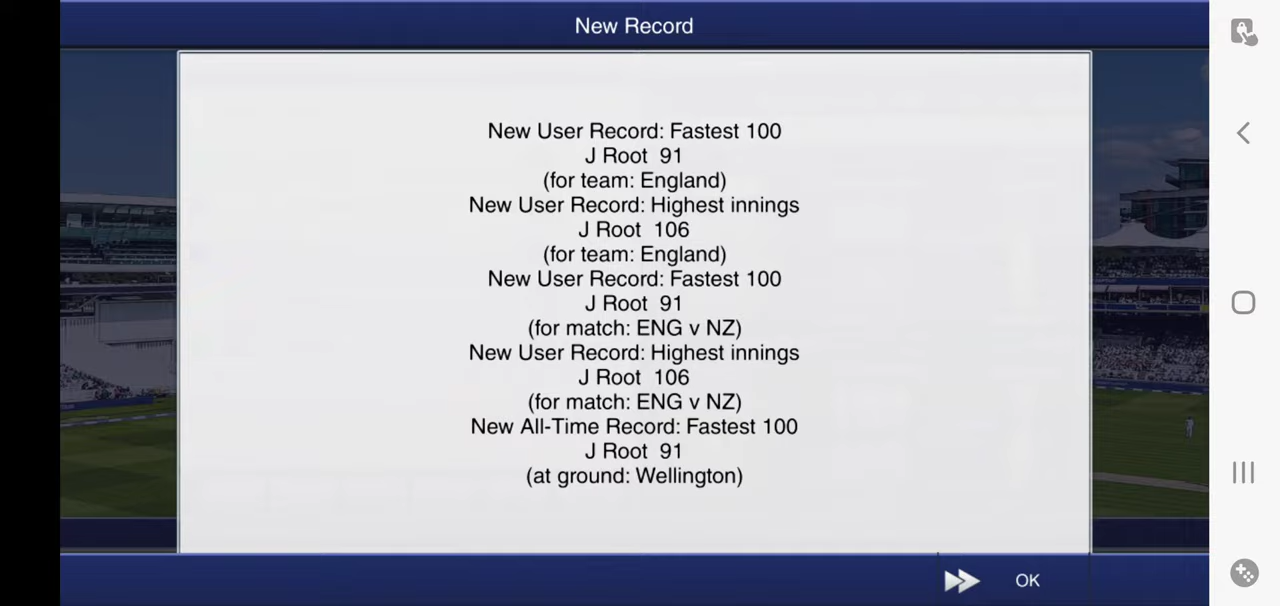 New Record
New User Record: Fastest 100
J Root 91
(for team: England)
New User Record: Highest innings
J Root 106
(for team: England)
New User Record: Fastest 100
J Root 91
(for match: ENG v NZ)
New User Record: Highest innings
J Root 106
(for match: ENG v NZ)
New All-Time Record: Fastest 100
J Root 91
(at ground: Wellington)
OK